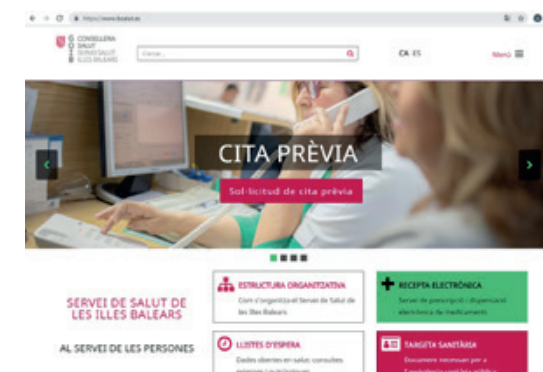 https://www.ibsalut.es
G CONSELLERIA
O SALUT
I SERVEI SALUT
B ILLES BALEARS
Cercar...
CA ES
Menú
CITA PRÈVIA
Sol·licitud de cita prèvia
SERVEI DE SALUT DE
LES ILLES BALEARS
AL SERVEI DE LES PERSONES
ESTRUCTURA ORGANITZATIVA
Com s'organitza el Servei de Salut de
les Illes Balears
RECEPTA ELECTRÒNICA
Servei de prescripció i dispensació
electrònica de medicaments
LLISTES D'ESPERA
Dades obertes en salut: consultes
TARGETA SANITÀRIA
Document necessari per a